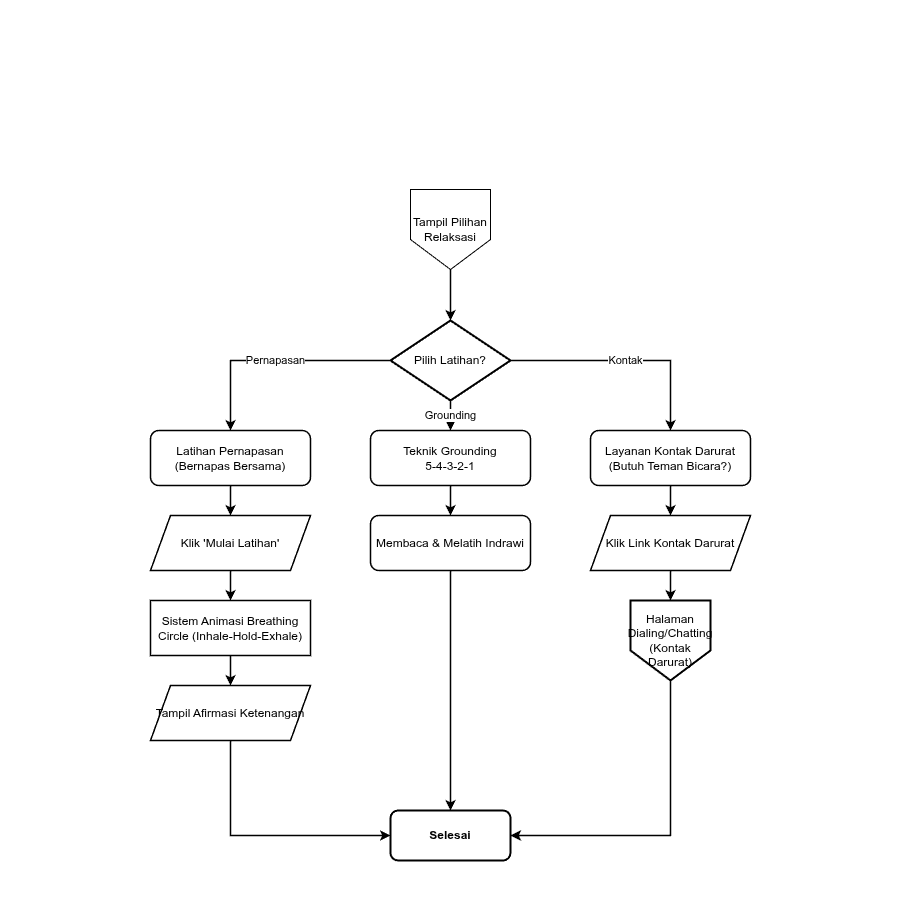 Tampil Pilihan
Relaksasi
Pilih Latihan?
Pernapasan
Kontak
Grounding
Latihan Pernapasan
(Bernapas Bersama)
Teknik Grounding
5-4-3-2-1
Layanan Kontak Darurat
(Butuh Teman Bicara?)
Klik 'Mulai Latihan'
Membaca & Melatih Indrawi
Klik Link Kontak Darurat
Sistem Animasi Breathing
Circle (Inhale-Hold-Exhale)
Halaman
Dialing/Chatting
(Kontak
Darurat)
Tampil Afirmasi Ketenangan
Selesai